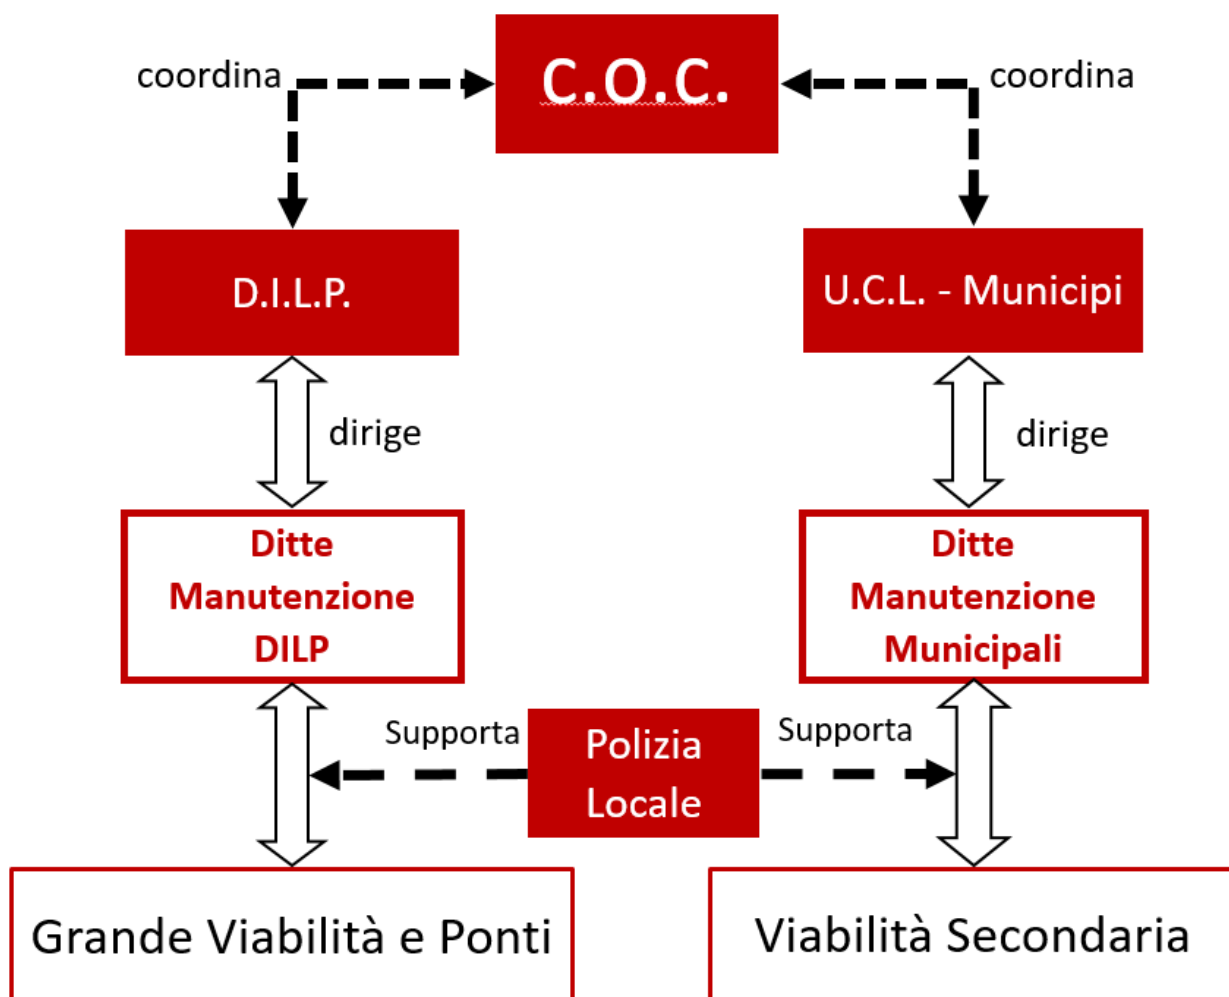 coordina
C.O.C.
coordina
D.I.L.P.
U.C.L. - Municipi
dirige
dirige
Ditte
Manutenzione
DILP
Ditte
Manutenzione
Municipali
Supporta
Polizia
Locale
Supporta
Grande Viabilità e Ponti
Viabilità Secondaria